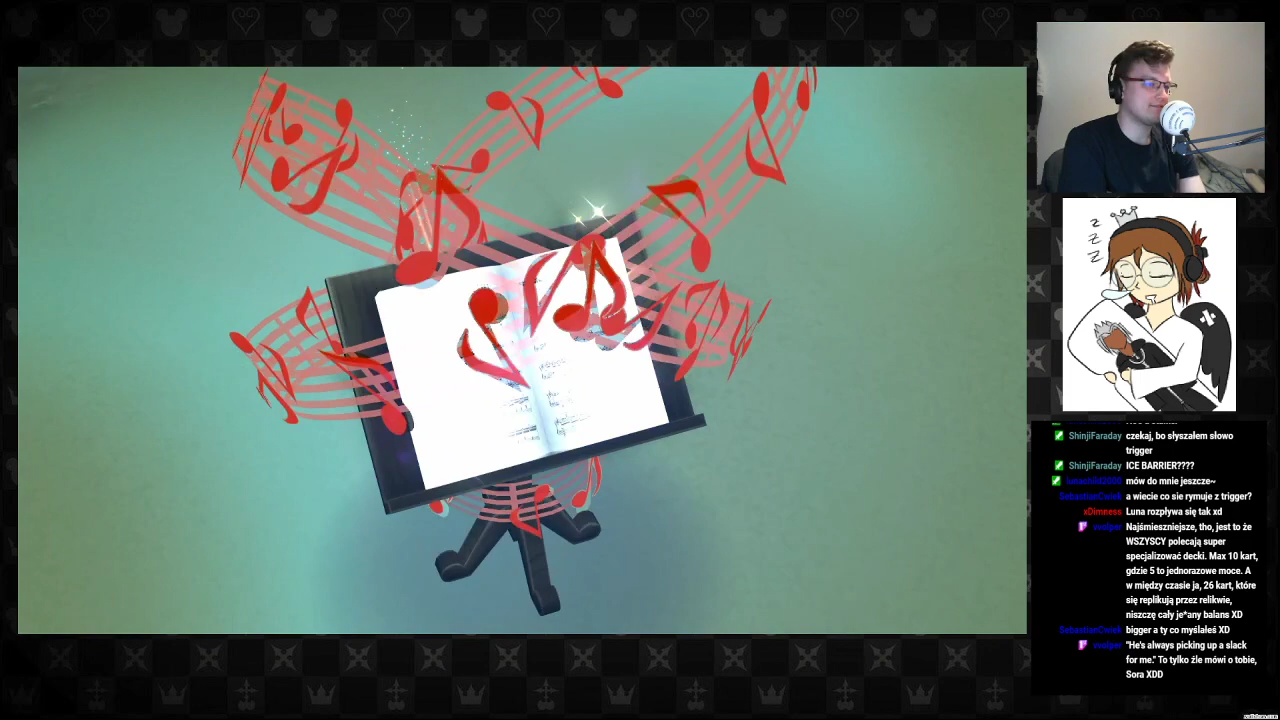 z
z
z
ShinjiFaraday czekaj, bo słyszałem słowo
trigger
ShinjiFaraday ICE BARRIER????
lunachild2000 mów do mnie jeszcze~
SebastianCwiek a wiecie co sie rymuje z trigger?
xDimness Luna rozpływa się tak xd
Najśmieszniejsze, tho, jest to że
WSZYSCY polecają super
specjalizować decki. Max 10 kart,
gdzie 5 to jednorazowe moce. A
w między czasie ja, 26 kart, które
się replikują przez relikwie,
niszczę cały je*any balans XD
SebastianCwiek bigger a ty co myślałeś XD
"He's always picking up a slack
for me." To tylko źle mówi o tobie,
Sora XDD